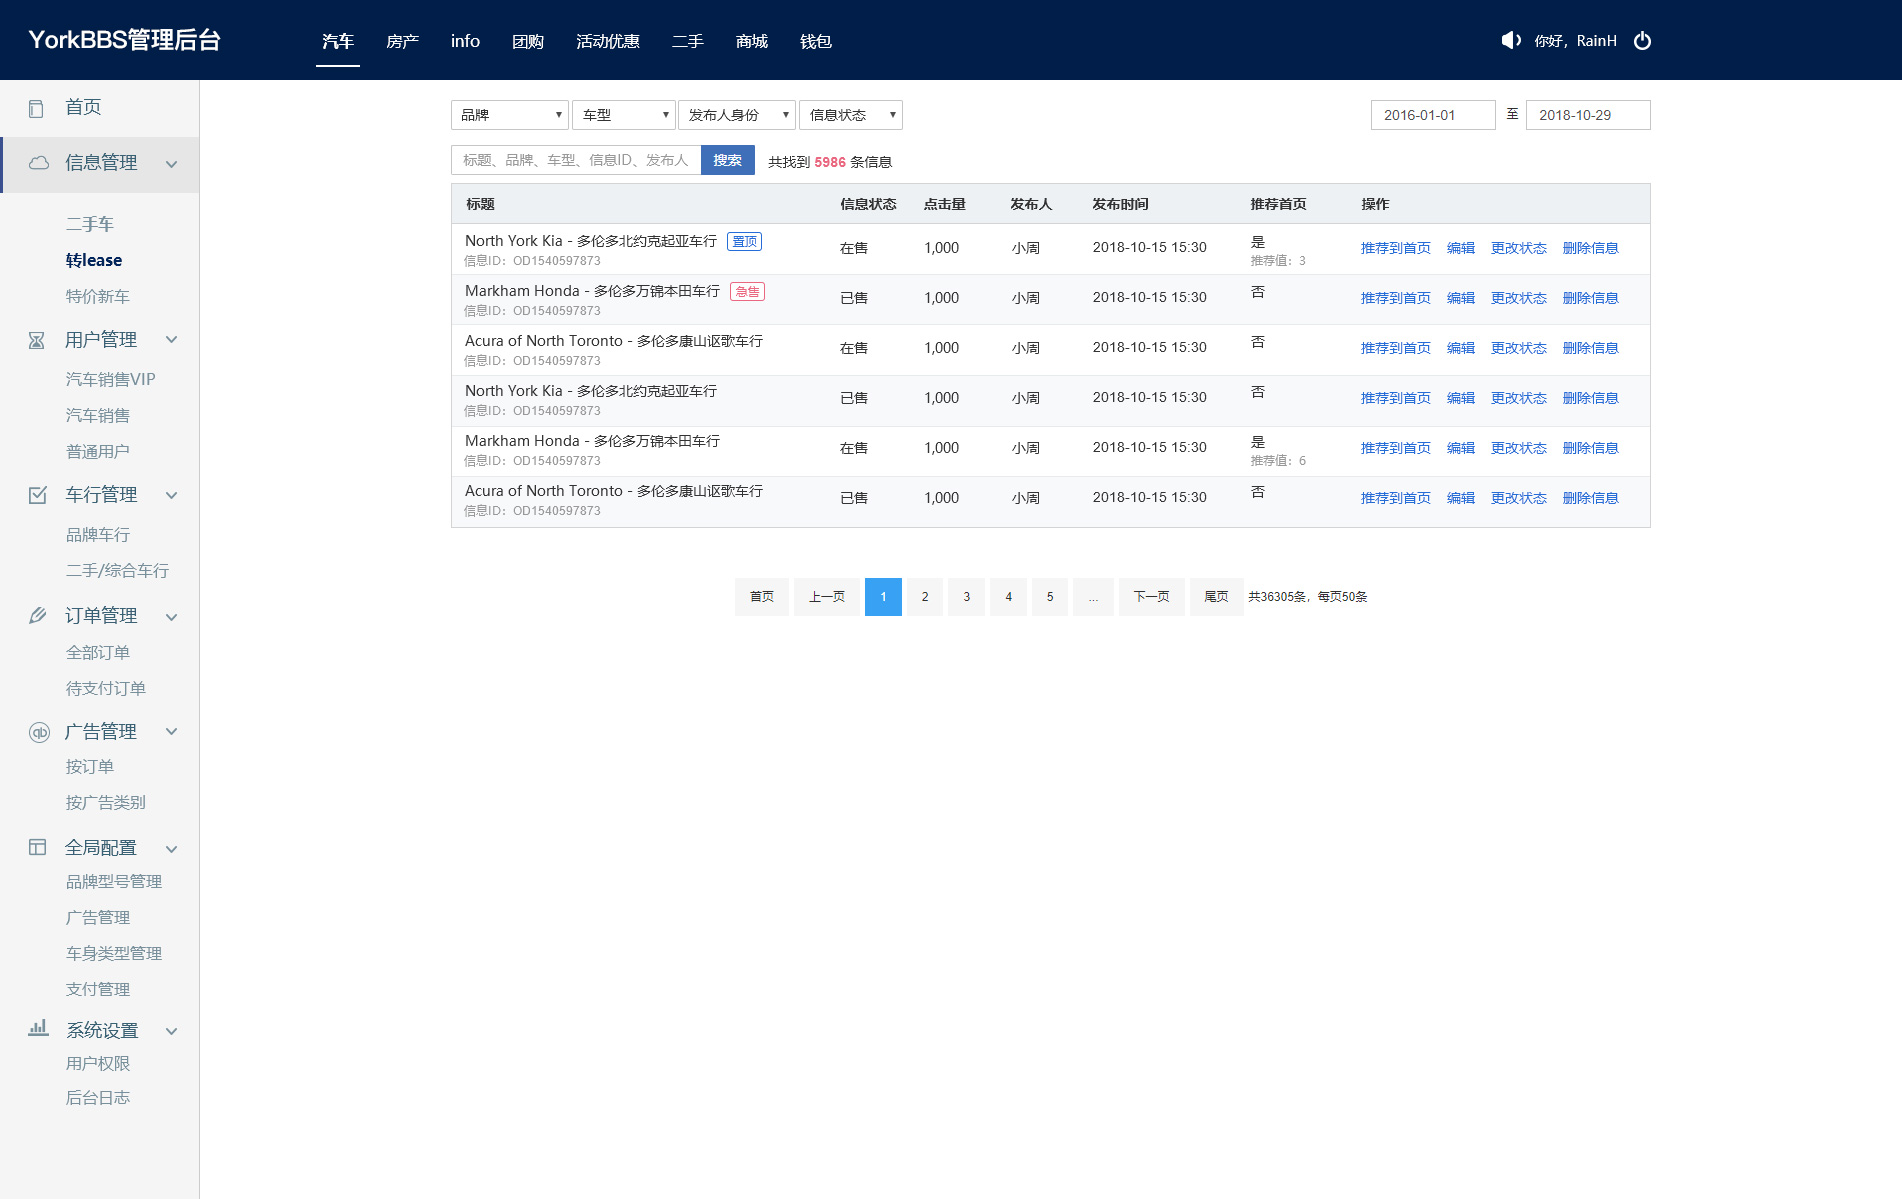 YorkBBS管理后台
汽车 房产 info 团购 活动优惠 二手 商城 钱包
你好，RainH
首页
信息管理
二手车
转lease
特价新车
用户管理
汽车销售VIP
汽车销售
普通用户
车行管理
品牌车行
二手/综合车行
订单管理
全部订单
待支付订单
广告管理
按订单
按广告类别
全局配置
品牌型号管理
广告管理
车身类型管理
支付管理
系统设置
用户权限
后台日志
品牌 车型 发布人身份 信息状态 2016-01-01 至 2018-10-29
标题、品牌、车型、信息ID、发布人 搜索 共找到 5986 条信息
标题 信息状态 点击量 发布人 发布时间 推荐首页 操作
North York Kia - 多伦多北约克起亚车行 置顶 在售 1,000 小周 2018-10-15 15:30 是 推荐到首页 编辑 更改状态 删除信息
信息ID：OD1540597873 推荐值：3
Markham Honda - 多伦多万锦本田车行 急售 已售 1,000 小周 2018-10-15 15:30 否 推荐到首页 编辑 更改状态 删除信息
信息ID：OD1540597873
Acura of North Toronto - 多伦多康山讴歌车行 在售 1,000 小周 2018-10-15 15:30 否 推荐到首页 编辑 更改状态 删除信息
信息ID：OD1540597873
North York Kia - 多伦多北约克起亚车行 已售 1,000 小周 2018-10-15 15:30 否 推荐到首页 编辑 更改状态 删除信息
信息ID：OD1540597873
Markham Honda - 多伦多万锦本田车行 在售 1,000 小周 2018-10-15 15:30 是 推荐到首页 编辑 更改状态 删除信息
信息ID：OD1540597873 推荐值：6
Acura of North Toronto - 多伦多康山讴歌车行 已售 1,000 小周 2018-10-15 15:30 否 推荐到首页 编辑 更改状态 删除信息
信息ID：OD1540597873
首页 上一页 1 2 3 4 5 ... 下一页 尾页 共36305条，每页50条